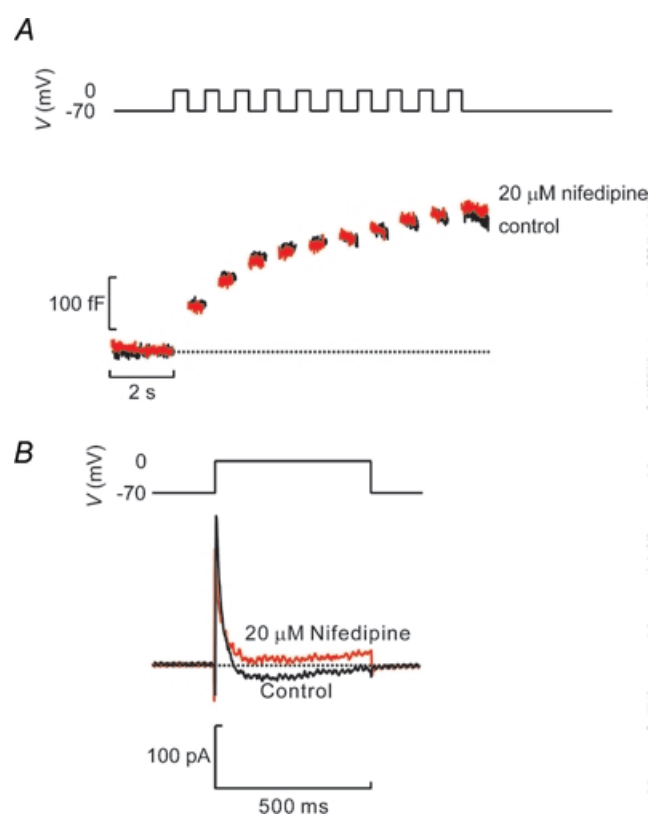 A
V (mV)
0
-70
20 μM nifedipine
control
100 fF
2 s
B
V (mV)
0
-70
20 μM Nifedipine
Control
100 pA
500 ms